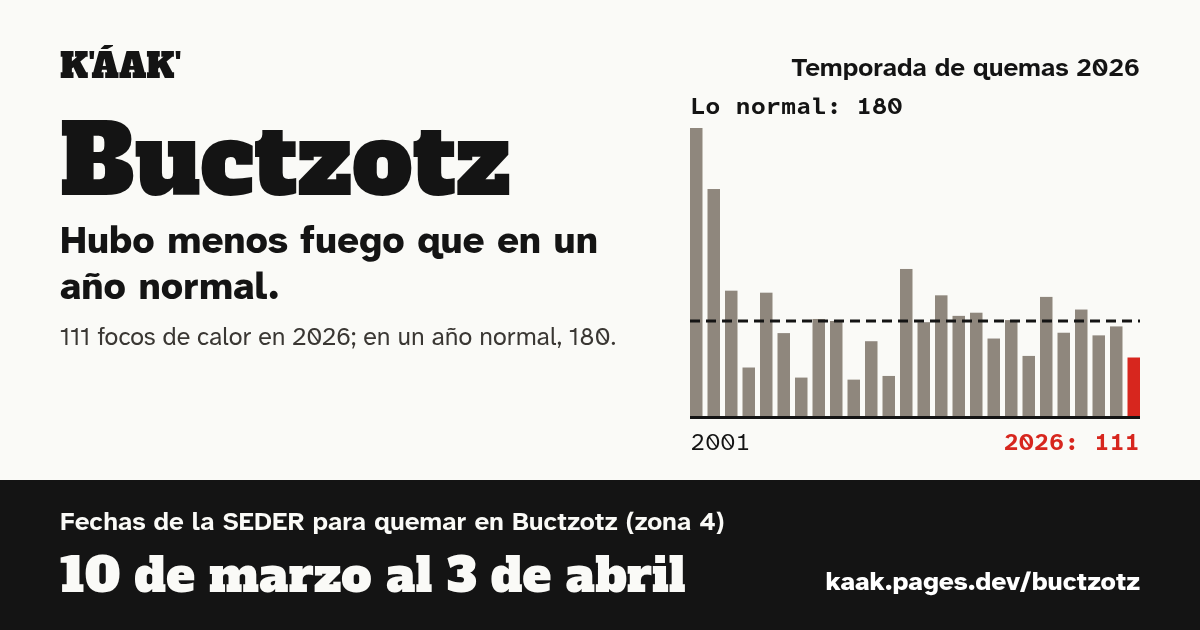 K'ÁAK'
Buctzotz
Hubo menos fuego que en un
año normal.
111 focos de calor en 2026; en un año normal, 180.
Temporada de quemas 2026
Lo normal: 180
2001
2026: 111
Fechas de la SEDER para quemar en Buctzotz (zona 4)
10 de marzo al 3 de abril
kaak.pages.dev/buctzotz